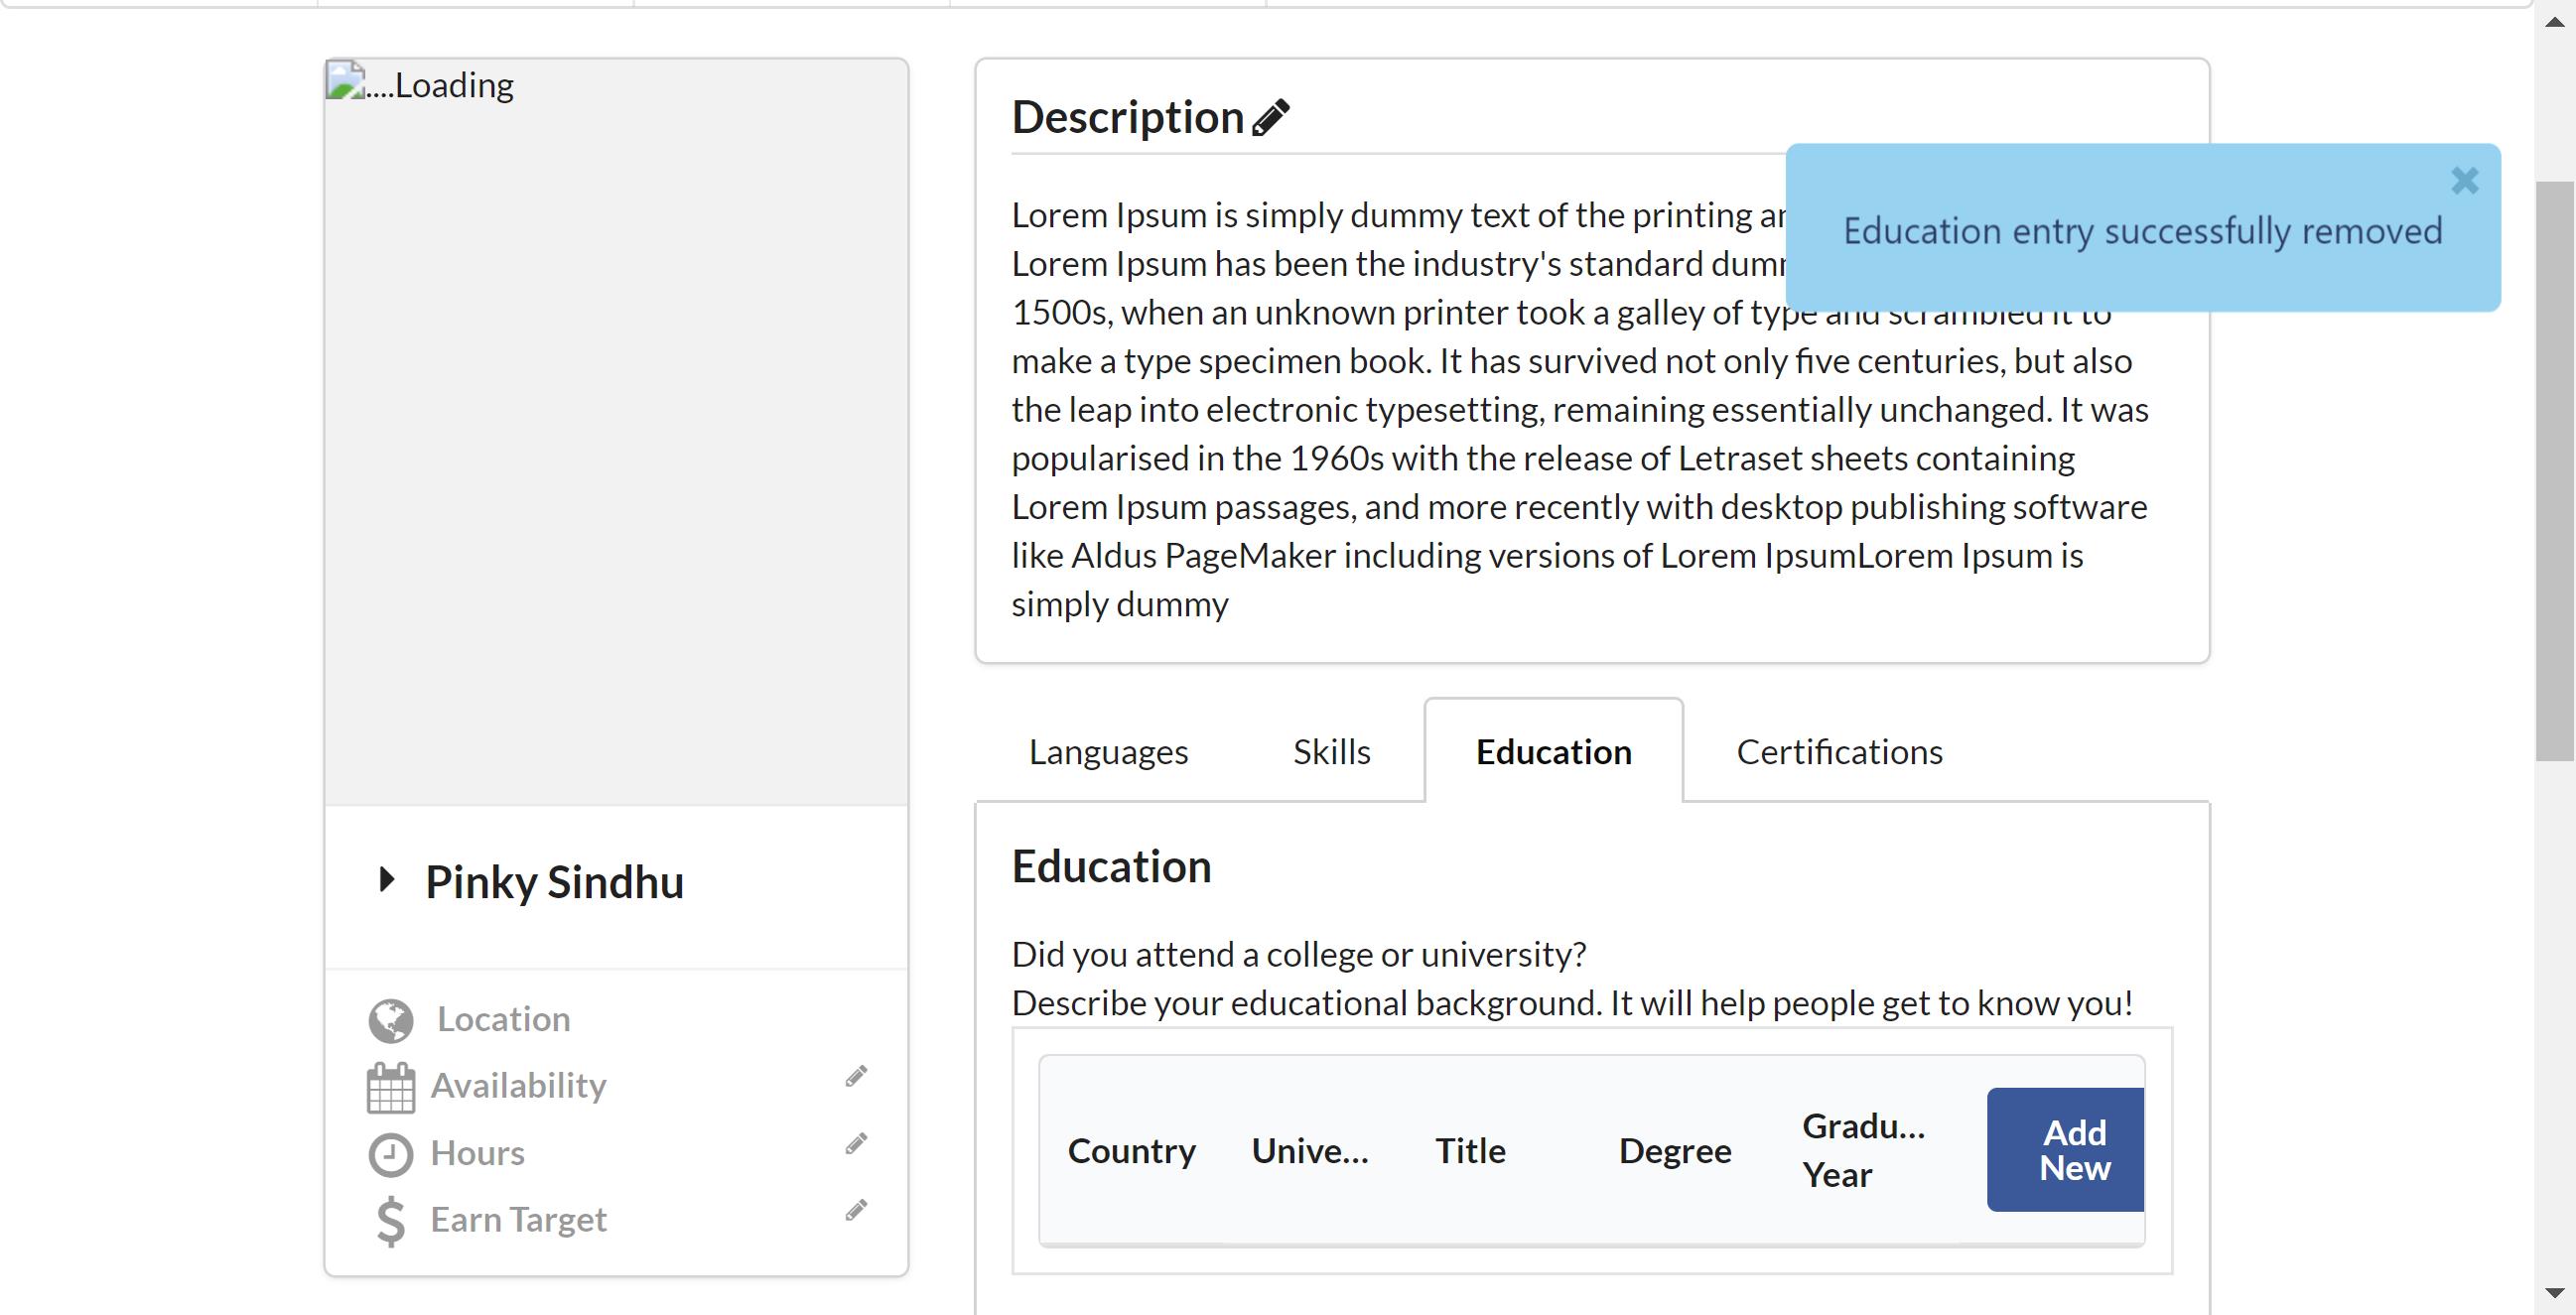 ....Loading
Pinky Sindhu
Location
Availability
Hours
Earn Target
Description
Lorem Ipsum is simply dummy text of the printing
Lorem Ipsum has been the industry's standard
1500s, when an unknown printer took a galley of type and scrambled it to
make a type specimen book. It has survived not only five centuries, but also
the leap into electronic typesetting, remaining essentially unchanged. It was
popularised in the 1960s with the release of Letraset sheets containing
Lorem Ipsum passages, and more recently with desktop publishing software
like Aldus PageMaker including versions of Lorem IpsumLorem Ipsum is
simply dummy
Education entry successfully removed
Languages Skills Education Certifications
Education
Did you attend a college or university?
Describe your educational background. It will help people get to know you!
Country Unive... Title Degree Gradu...
Year
Add
New